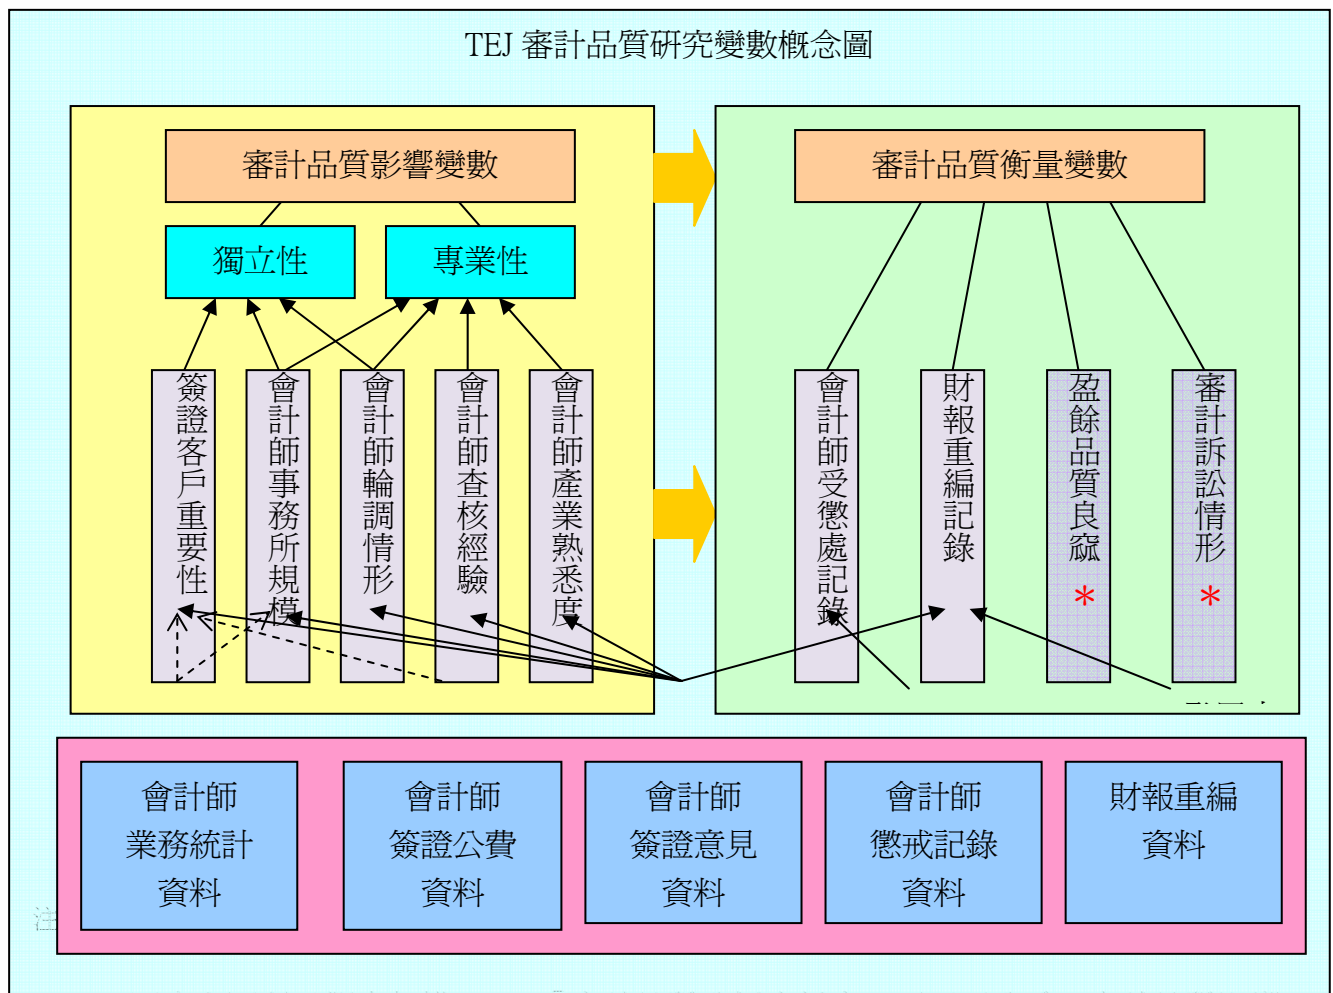 TEJ 審計品質研究變數概念圖
審計品質影響變數
審計品質衡量變數
獨立性
專業性
簽證客戶重要性
會計師事務所規模
會計師輪調情形
會計師查核經驗
會計師產業熟悉度
會計師受懲處記錄
財報重編記錄
盈餘品質良窳
*
審計訴訟情形
*
會計師
業務統計
資料
會計師
簽證公費
資料
會計師
簽證意見
資料
會計師
懲戒記錄
資料
財報重編
資料
注